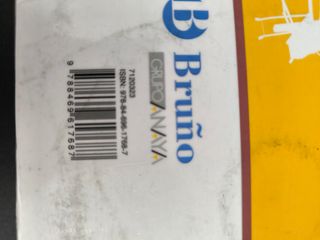 B Bruño
GRUPO ANAYA
7120323
ISBN: 978-84-696-1768-7
9 788469 617687